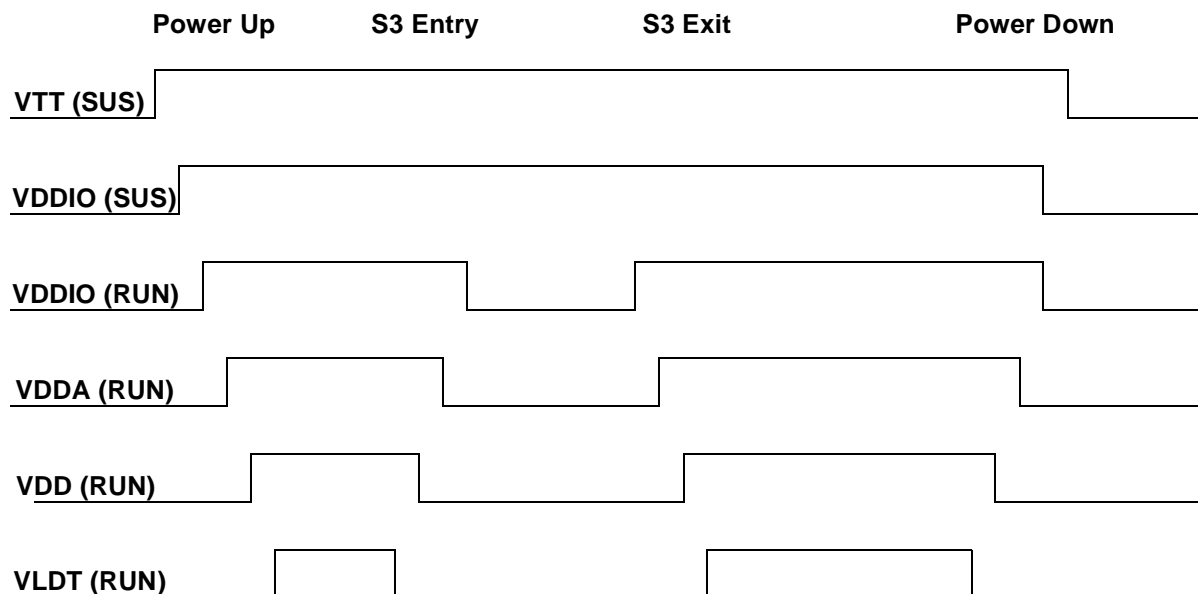 Power Up S3 Entry S3 Exit Power Down
VTT (SUS)
VDDIO (SUS)
VDDIO (RUN)
VDDA (RUN)
VDD (RUN)
VLDT (RUN)